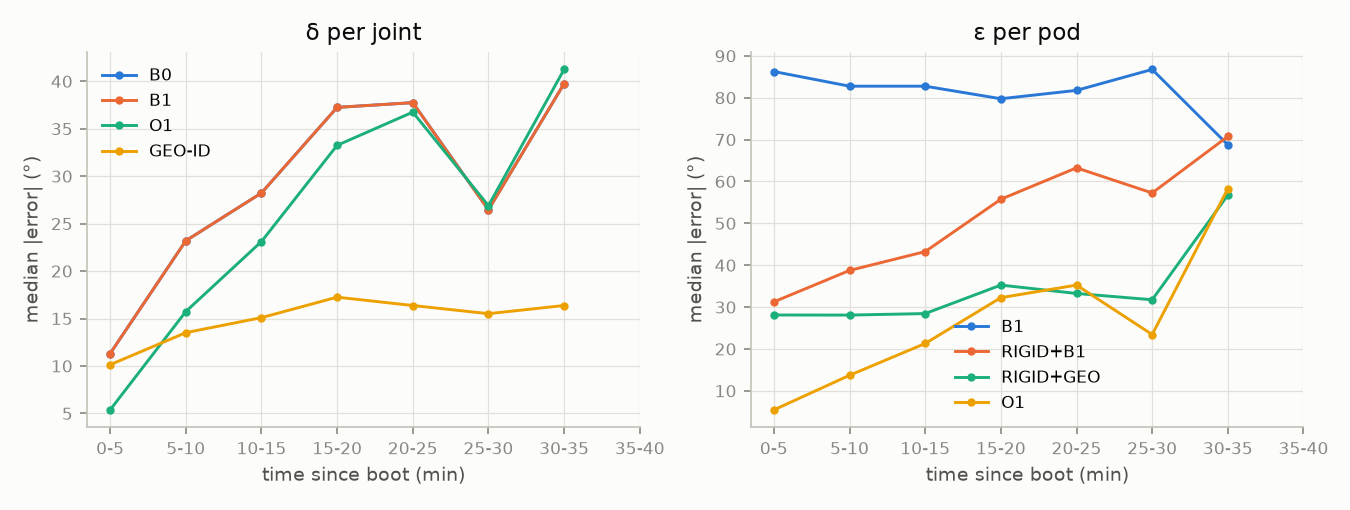 δ per joint
median |error| (°)
40
35
30
25
20
15
10
5
B0
B1
O1
GEO-ID
0-5
5-10
10-15
15-20
20-25
25-30
30-35
35-40
time since boot (min)
ε per pod
median |error| (°)
90
80
70
60
50
40
30
20
10
B1
RIGID+B1
RIGID+GEO
O1
0-5
5-10
10-15
15-20
20-25
25-30
30-35
35-40
time since boot (min)